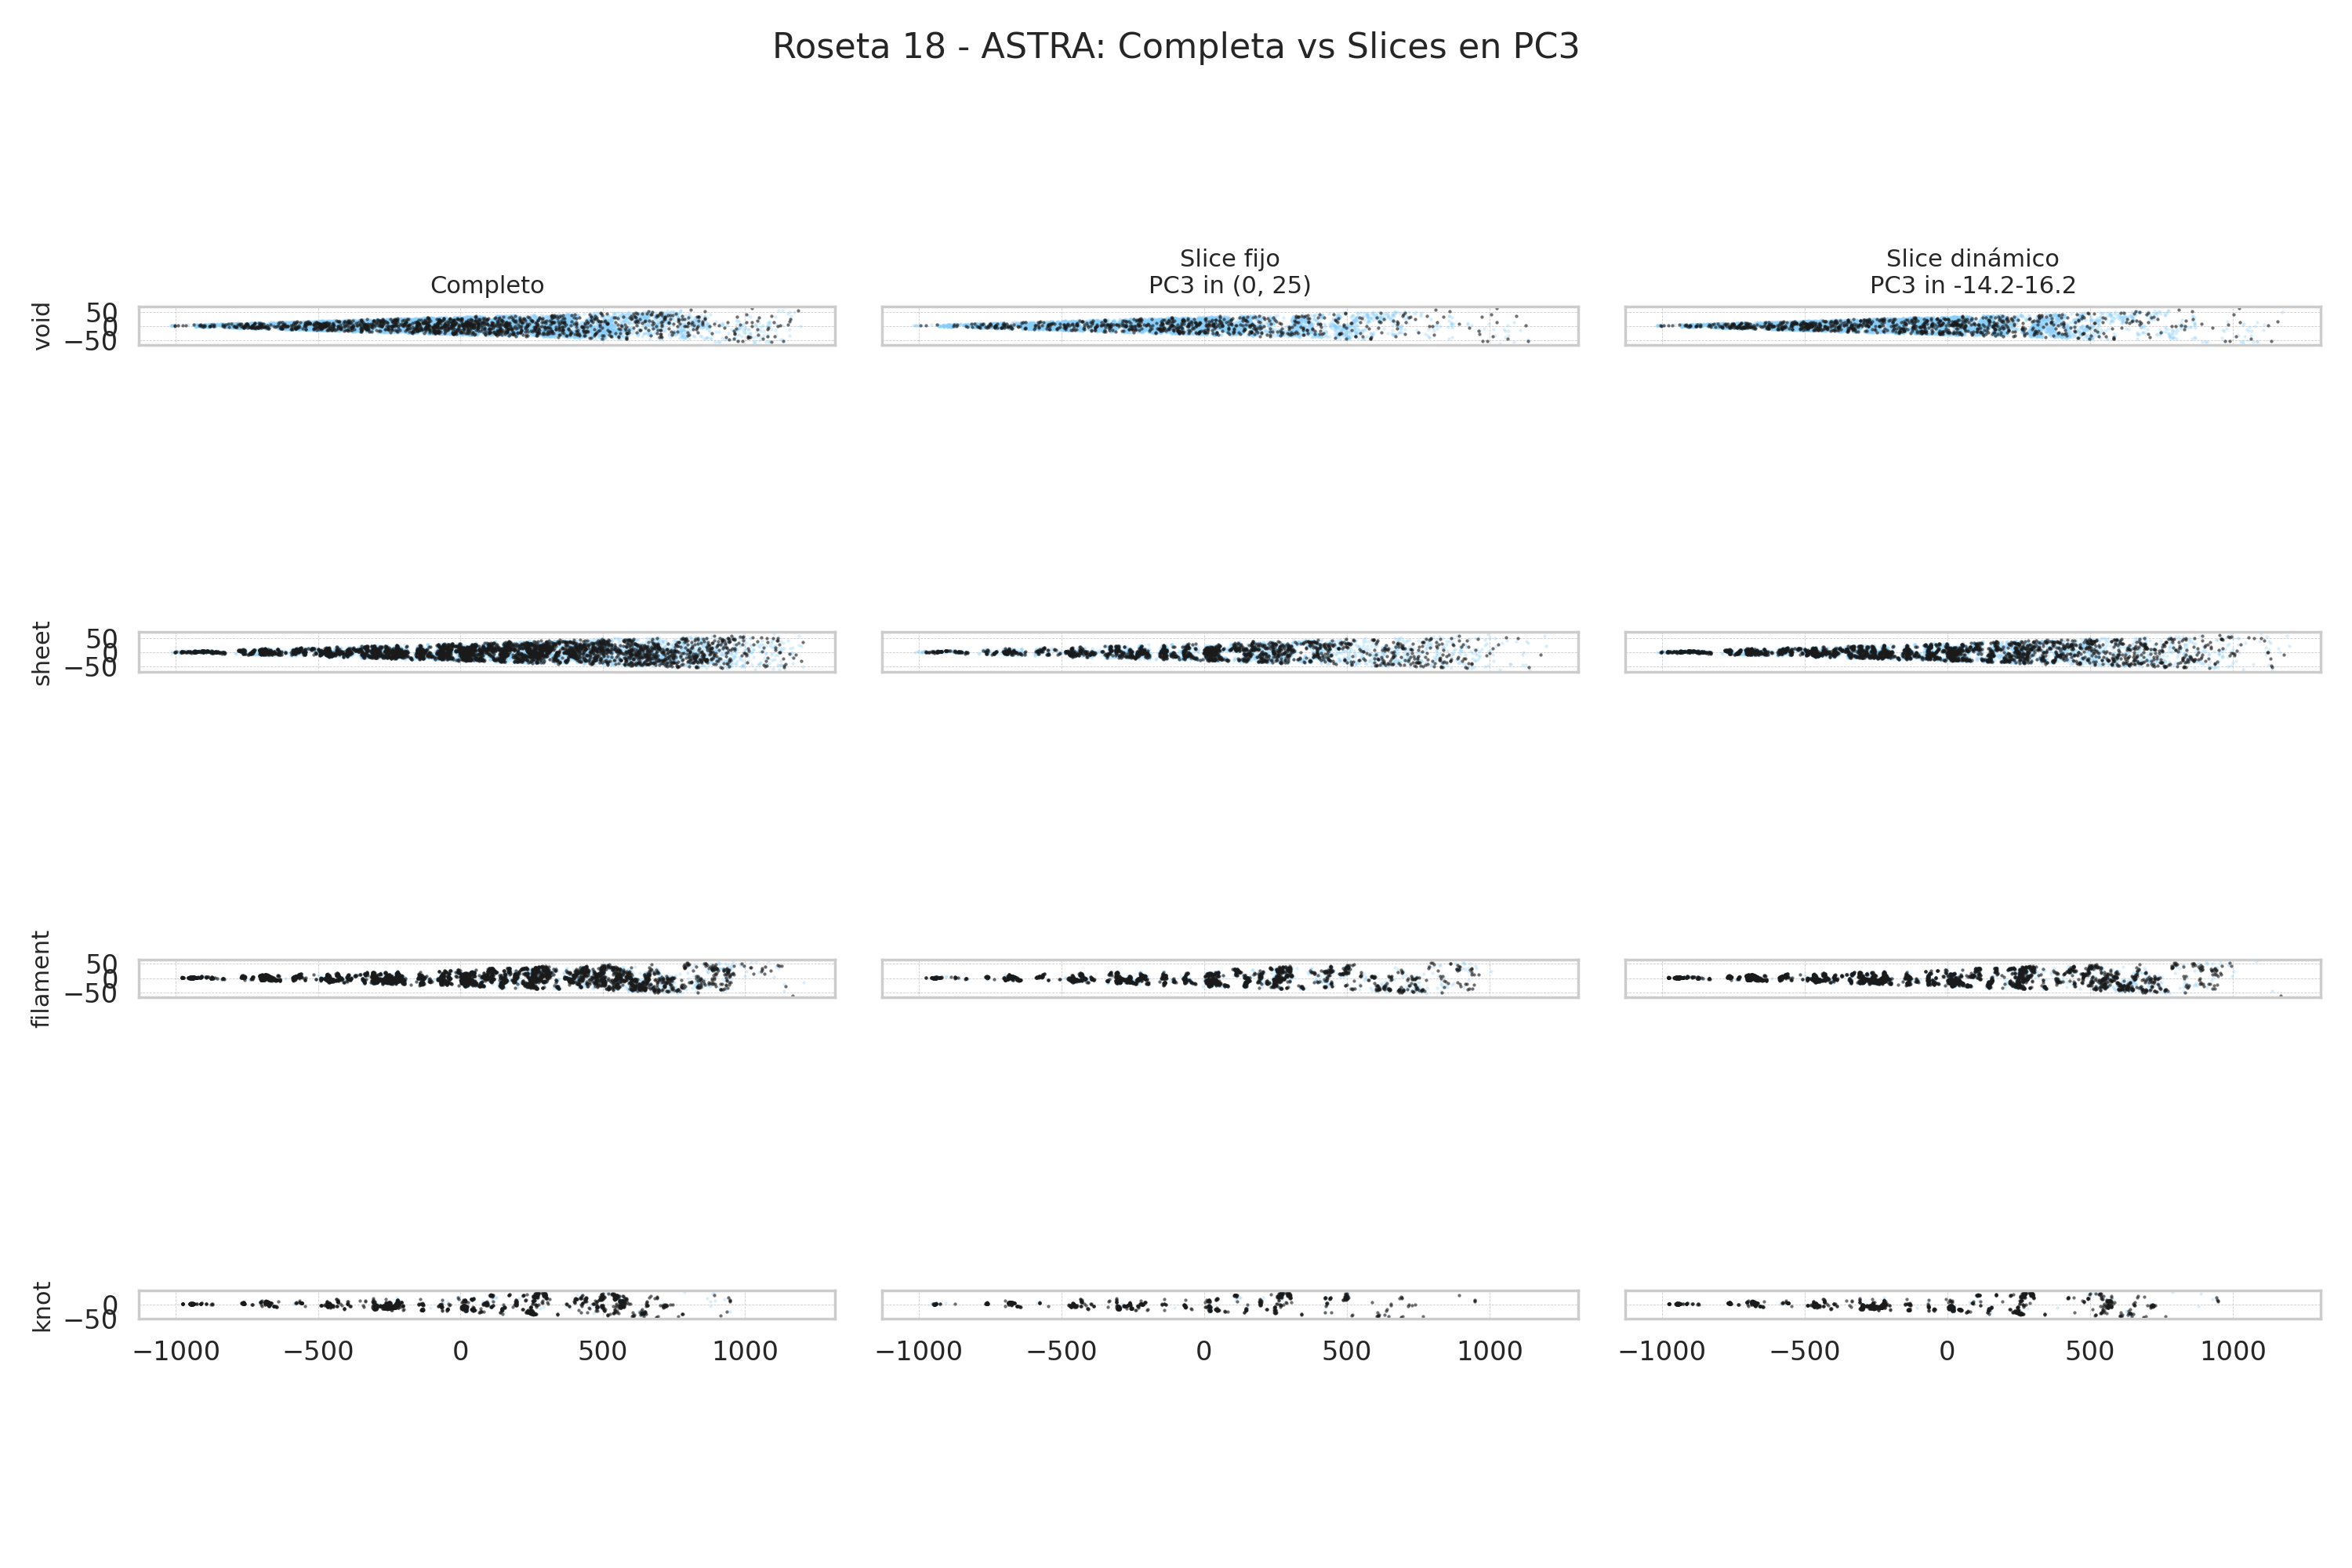 Roseta 18 - ASTRA: Completa vs Slices en PC3
Completo
Slice fijo
PC3 in (0, 25)
Slice dinámico
PC3 in -14.2-16.2
void
50
0
−50
sheet
50
0
−50
filament
50
0
−50
knot
0
−50
−1000 −500 0 500 1000
−1000 −500 0 500 1000
−1000 −500 0 500 1000